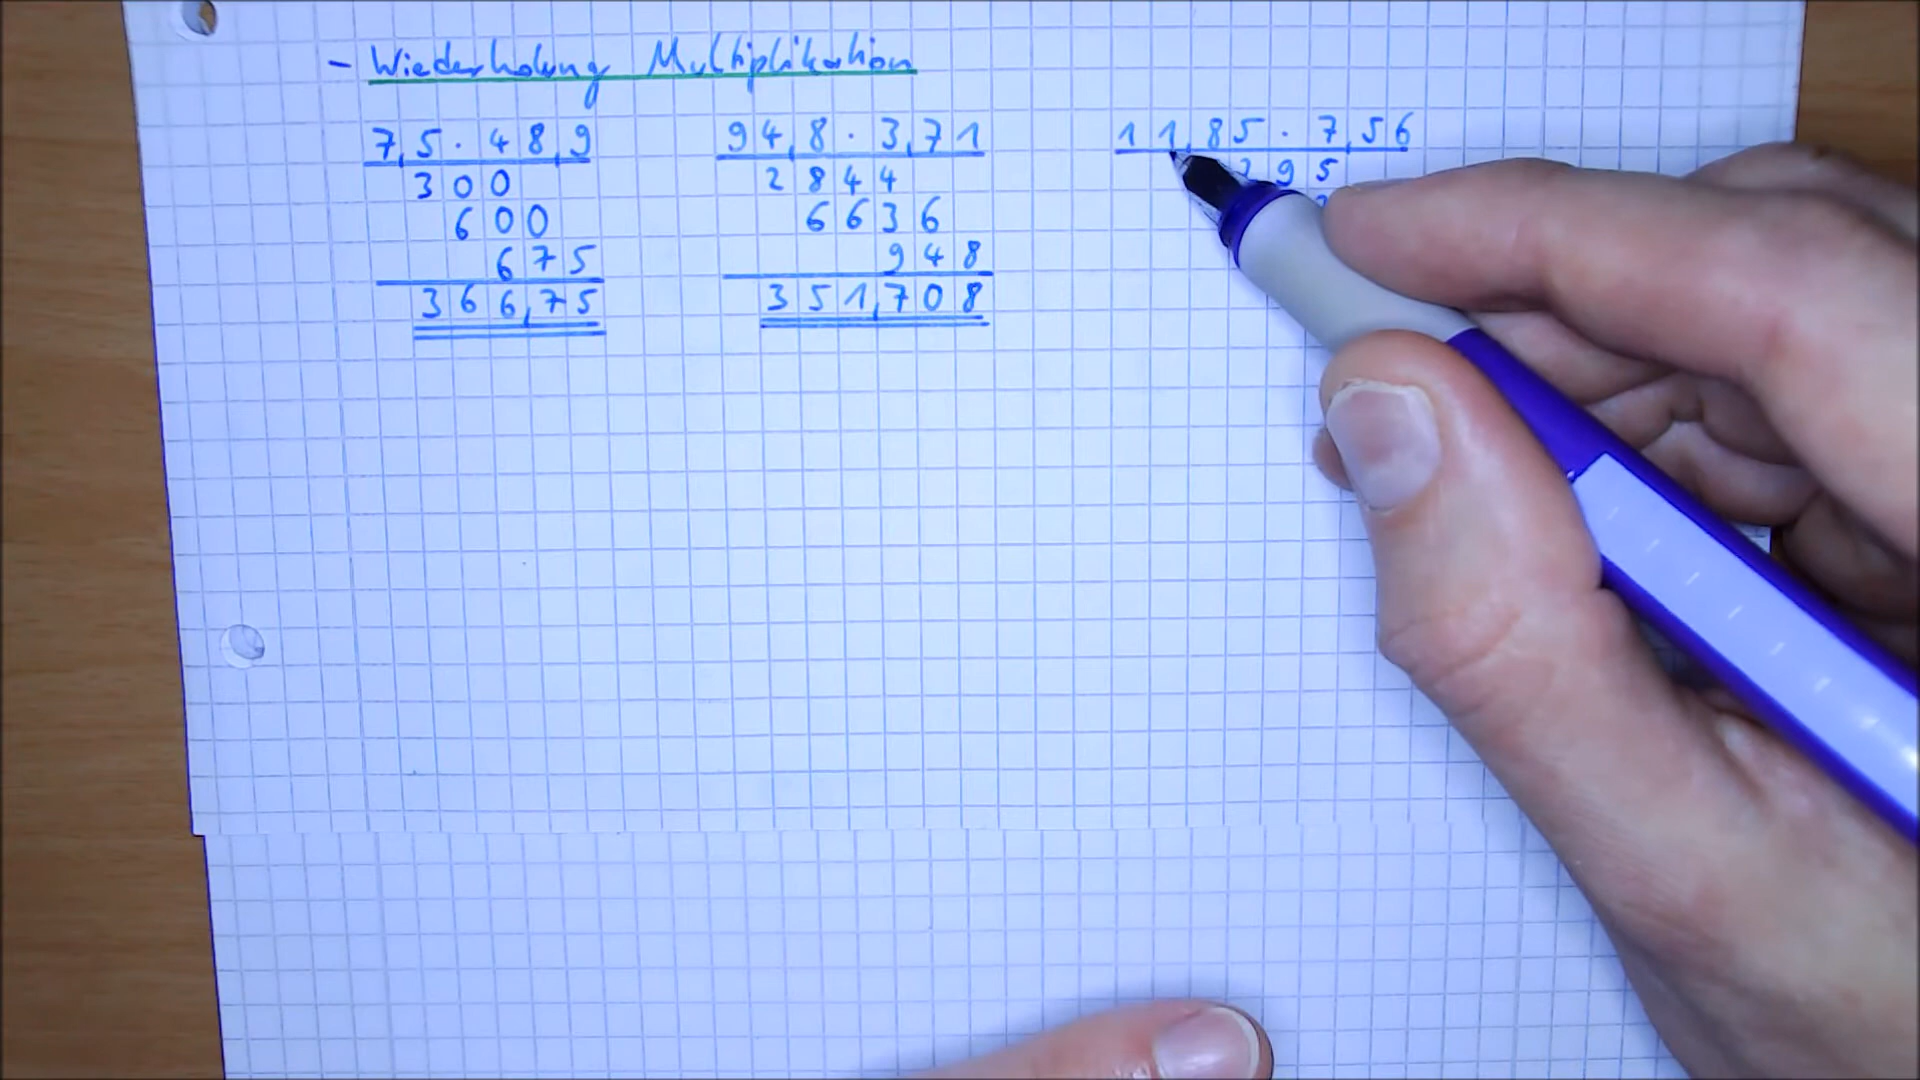 - Wiederholung Multiplikation
7,5 · 48,9
300
600
675
366,75
94,8 · 3,71
2844
6636
948
351,708
11,85 · 7,56
295